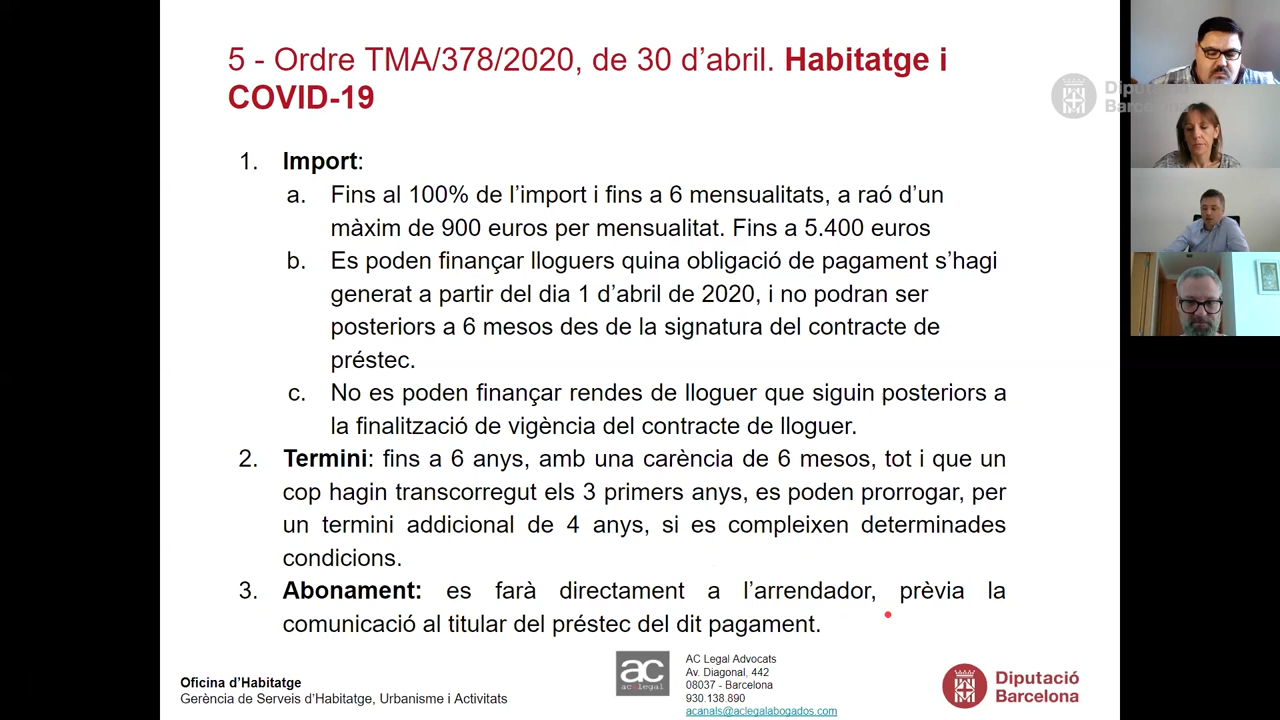 5 - Ordre TMA/378/2020, de 30 d’abril. Habitatge i
COVID-19
Diputació
Barcelona
1. Import:
a. Fins al 100% de l’import i fins a 6 mensualitats, a raó d’un
màxim de 900 euros per mensualitat. Fins a 5.400 euros
b. Es poden finançar lloguers quina obligació de pagament s’hagi
generat a partir del dia 1 d’abril de 2020, i no podran ser
posteriors a 6 mesos des de la signatura del contracte de
préstec.
c. No es poden finançar rendes de lloguer que siguin posteriors a
la finalització de vigència del contracte de lloguer.
2. Termini: fins a 6 anys, amb una carència de 6 mesos, tot i que un
cop hagin transcorregut els 3 primers anys, es poden prorrogar, per
un termini addicional de 4 anys, si es compleixen determinades
condicions.
3. Abonament: es farà directament a l’arrendador, prèvia la
comunicació al titular del préstec del dit pagament.
Oficina d’Habitatge
Gerència de Serveis d’Habitatge, Urbanisme i Activitats
ac
ac legal
AC Legal Advocats
Av. Diagonal, 442
08037 - Barcelona
930.138.890
acanals@aclegalabogados.com
Diputació
Barcelona